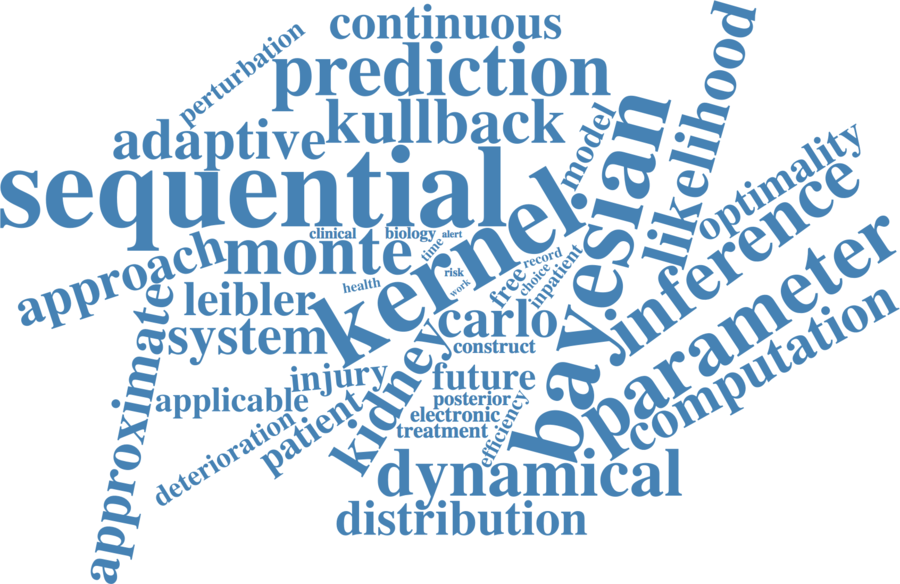 continuous
perturbation
prediction
kullback
adaptive
sequential
model
bayesian
likelihood
optimality
inference
parameter
computation
kernel
clinical
biology
alert
time
approach
monte
health
risk
work
free
record
choice
inpatient
leibler
system
carlo
construct
approximate
injury
kidney
future
applicable
patient
posterior
electronic
efficiency
treatment
deterioration
dynamical
distribution